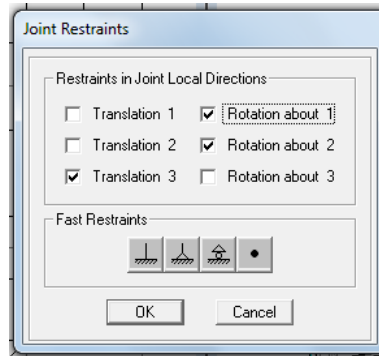 Joint Restraints
Restraints in Joint Local Directions
Translation 1 Rotation about 1
Translation 2 Rotation about 2
Translation 3 Rotation about 3
Fast Restraints
OK Cancel